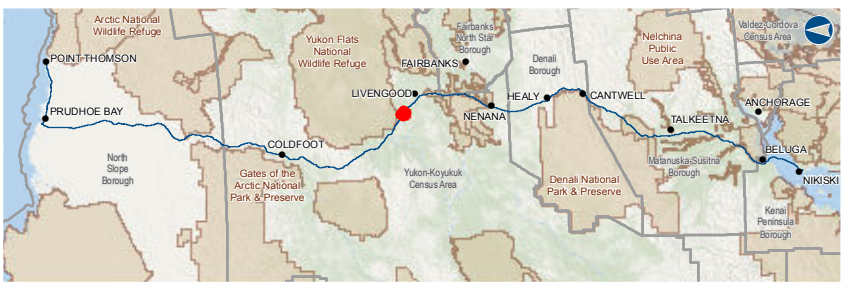 Arctic National
Wildlife Refuge
POINT THOMSON
PRUDHOE BAY
North
Slope
Borough
COLDFOOT
Gates of the
Arctic National
Park & Preserve
Yukon Flats
National
Wildlife Refuge
LIVENGOOD
Fairbanks
North Star
Borough
FAIRBANKS
NENANA
Yukon-Koyukuk
Census Area
Denali
Borough
HEALY
CANTWELL
Denali National
Park & Preserve
Nelchina
Public
Use Area
TALKEETNA
Matanuska-Susitna
Borough
Valdez-Cordova
Census Area
ANCHORAGE
BELUGA
NIKISKI
Kenai
Peninsula
Borough